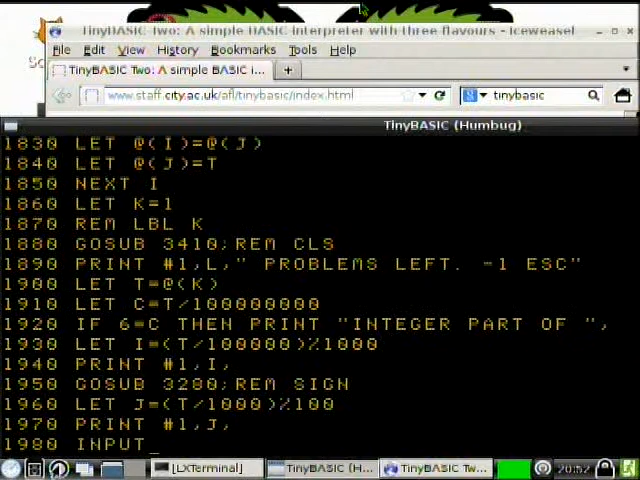 TinyBASIC Two: A simple BASIC interpreter with three flavours - Iceweasel
File Edit View History Bookmarks Tools Help
TinyBASIC Two: A simple BASIC i... +
www.staff.city.ac.uk/afl/tinybasic/index.html tinybasic
TinyBASIC (Humbug)
1830 LET @(I)=@(J)
1840 LET @(J)=T
1850 NEXT I
1860 LET K=1
1870 REM LBL K
1880 GOSUB 3410;REM CLS
1890 PRINT #1,L," PROBLEMS LEFT. -1 ESC"
1900 LET T=@(K)
1910 LET C=T/100000000
1920 IF 6=C THEN PRINT "INTEGER PART OF ",
1930 LET I=(T/100000)%1000
1940 PRINT #1,I,
1950 GOSUB 3280;REM SIGN
1960 LET J=(T/1000)%100
1970 PRINT #1,J,
1980 INPUT_
[LXTerminal] TinyBASIC (H... TinyBASIC Tw... 20:52